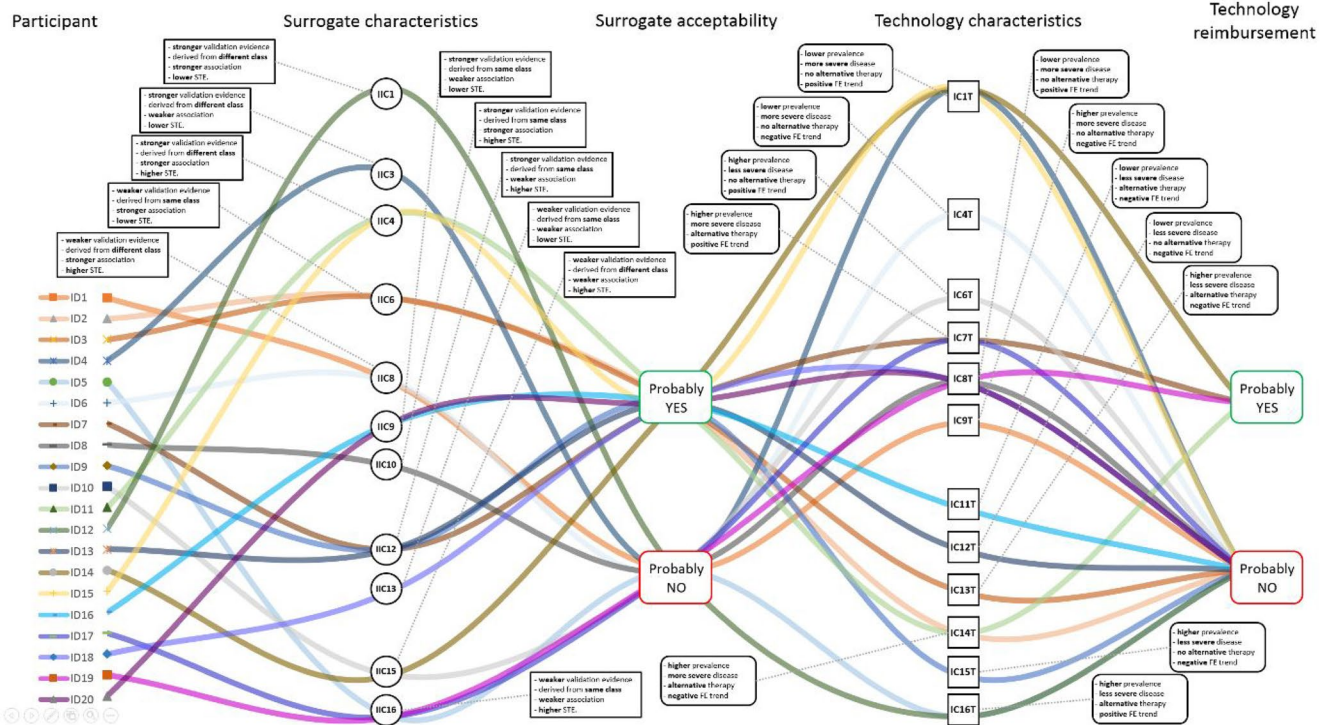 Participant
Surrogate characteristics
Surrogate acceptability
Technology characteristics
Technology
reimbursement
- stronger validation evidence
- derived from different class
- stronger association
- lower STE.
- stronger validation evidence
- derived from different class
- weaker association
- lower STE.
- stronger validation evidence
- derived from different class
- stronger association
- higher STE.
- weaker validation evidence
- derived from same class
- stronger association
- lower STE.
- weaker validation evidence
- derived from different class
- stronger association
- higher STE.
- stronger validation evidence
- derived from same class
- weaker association
- lower STE.
- stronger validation evidence
- derived from same class
- stronger association
- higher STE.
- stronger validation evidence
- derived from same class
- weaker association
- higher STE.
- weaker validation evidence
- derived from same class
- weaker association
- lower STE.
- weaker validation evidence
- derived from different class
- weaker association
- higher STE.
- weaker validation evidence
- derived from same class
- weaker association
- higher STE.
ID1
ID2
ID3
ID4
ID5
ID6
ID7
ID8
ID9
ID10
ID11
ID12
ID13
ID14
ID15
ID16
ID17
ID18
ID19
ID20
IIC1
IIC3
IIC4
IIC6
IIC8
IIC9
IIC10
IIC12
IIC13
IIC15
IIC16
Probably
YES
Probably
NO
- lower prevalence
- more severe disease
- no alternative therapy
- positive FE trend
- lower prevalence
- more severe disease
- no alternative therapy
- negative FE trend
- higher prevalence
- less severe disease
- no alternative therapy
- positive FE trend
- higher prevalence
- more severe disease
- alternative therapy
- positive FE trend
- higher prevalence
- more severe disease
- alternative therapy
- negative FE trend
IC1T
IC4T
IC6T
IC7T
IC8T
IC9T
IC11T
IC12T
IC13T
IC14T
IC15T
IC16T
- lower prevalence
- more severe disease
- no alternative therapy
- positive FE trend
- higher prevalence
- more severe disease
- no alternative therapy
- negative FE trend
- lower prevalence
- less severe disease
- alternative therapy
- negative FE trend
- lower prevalence
- less severe disease
- no alternative therapy
- negative FE trend
- higher prevalence
- less severe disease
- alternative therapy
- negative FE trend
- higher prevalence
- less severe disease
- no alternative therapy
- negative FE trend
- higher prevalence
- less severe disease
- alternative therapy
- positive FE trend
Probably
YES
Probably
NO